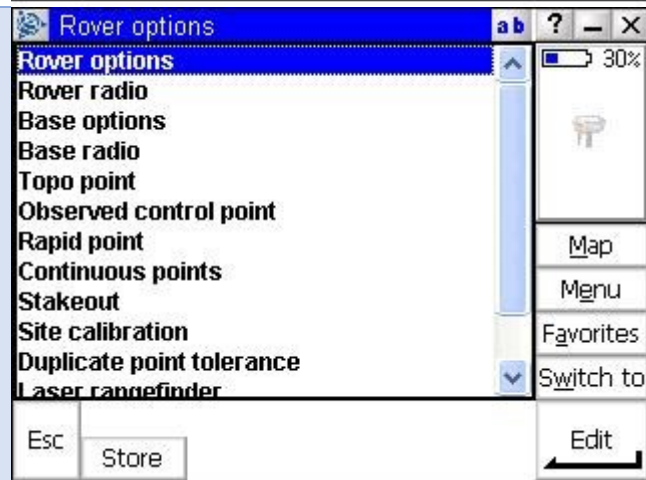 Rover options
ab
?
Rover options
30%
Rover radio
Base options
Base radio
Topo point
Observed control point
Rapid point
Continuous points
Stakeout
Site calibration
Duplicate point tolerance
Laser rangefinder
Map
Menu
Favorites
Switch to
Esc
Store
Edit